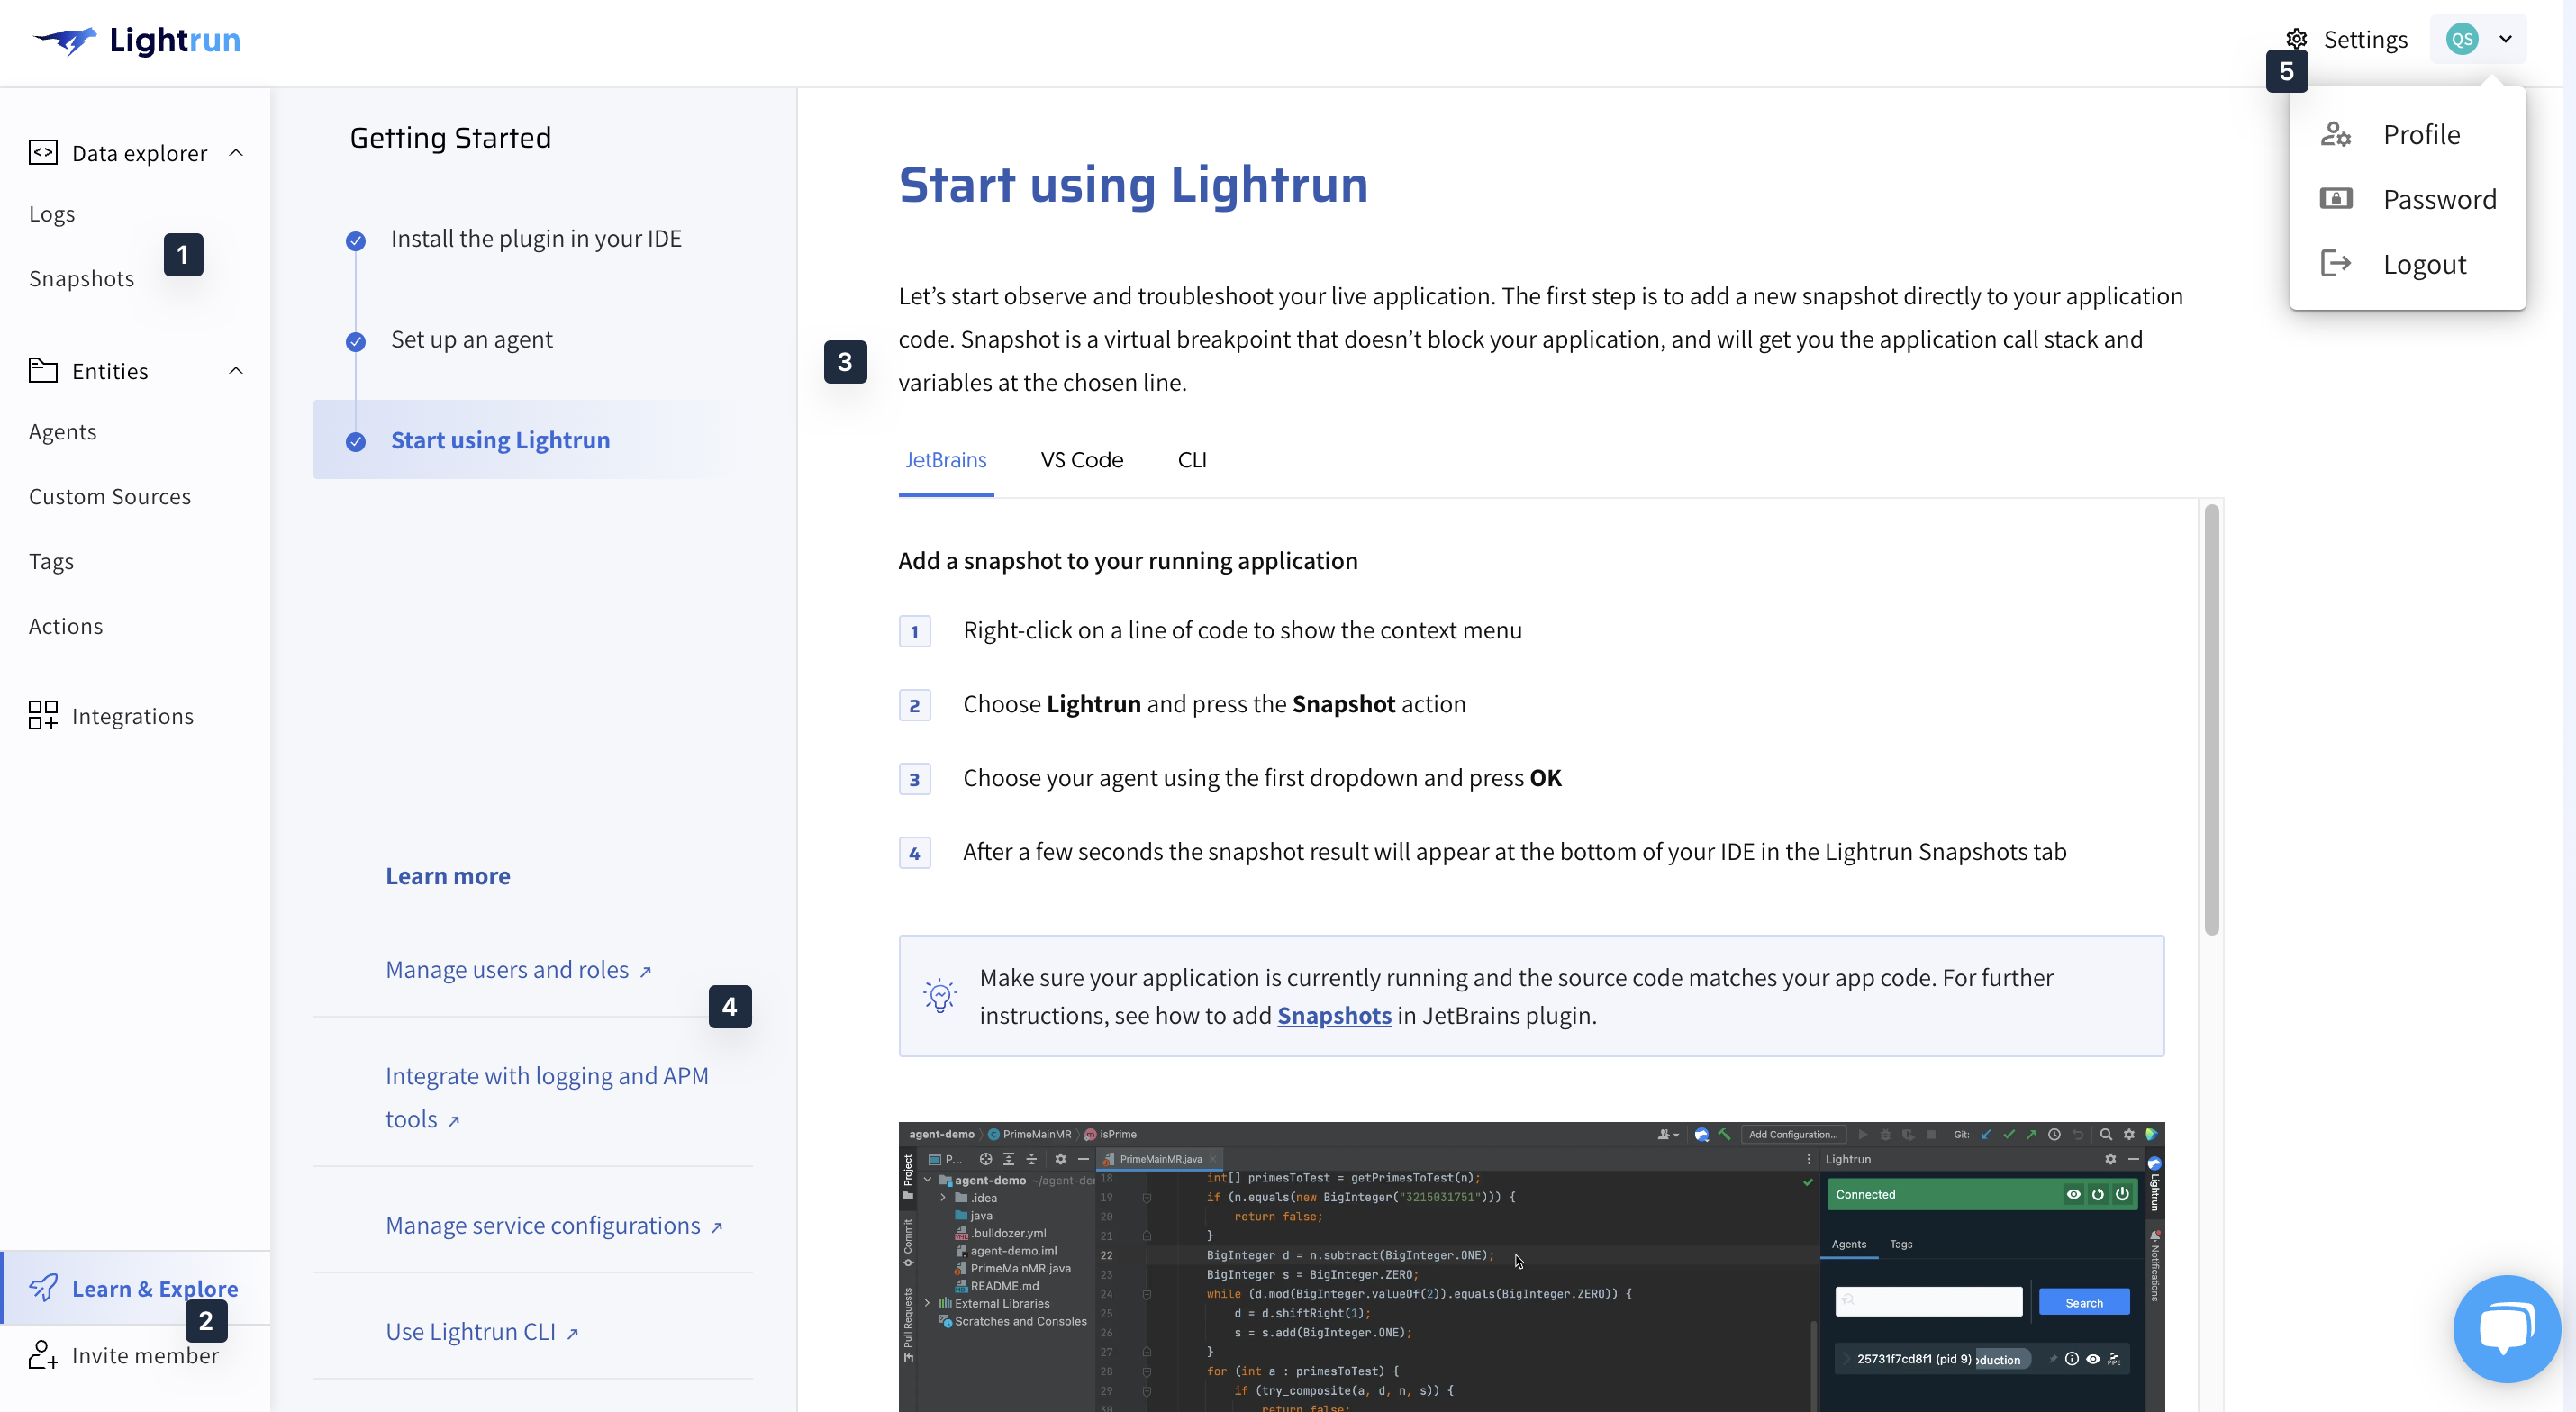 Lightrun
Settings
QS
5
Profile
Password
Logout
Data explorer
Logs
1
Snapshots
Entities
Agents
Custom Sources
Tags
Actions
Integrations
Learn & Explore
2
Invite member
Getting Started
Install the plugin in your IDE
Set up an agent
Start using Lightrun
Learn more
Manage users and roles
4
Integrate with logging and APM
tools
Manage service configurations
Use Lightrun CLI
Start using Lightrun
Let’s start observe and troubleshoot your live application. The first step is to add a new snapshot directly to your application
code. Snapshot is a virtual breakpoint that doesn’t block your application, and will get you the application call stack and
3
variables at the chosen line.
JetBrains VS Code CLI
Add a snapshot to your running application
1 Right-click on a line of code to show the context menu
2 Choose Lightrun and press the Snapshot action
3 Choose your agent using the first dropdown and press OK
4 After a few seconds the snapshot result will appear at the bottom of your IDE in the Lightrun Snapshots tab
Make sure your application is currently running and the source code matches your app code. For further
instructions, see how to add Snapshots in JetBrains plugin.
agent-demo PrimeMainMR isPrime Add Configuration... Git:
Project
Commit
Pull Requests
P...
agent-demo ~/agent-de
.idea
java
.bulldozer.yml
agent-demo.iml
PrimeMainMR.java
README.md
External Libraries
Scratches and Consoles
PrimeMainMR.java
18 int[] primesToTest = getPrimesToTest(n);
19 if (n.equals(new BigInteger("3215031751"))) {
20 return false;
21 }
22 BigInteger d = n.subtract(BigInteger.ONE);
23 BigInteger s = BigInteger.ZERO;
24 while (d.mod(BigInteger.valueOf(2)).equals(BigInteger.ZERO)) {
25 d = d.shiftRight(1);
26 s = s.add(BigInteger.ONE);
27 }
28 for (int a : primesToTest) {
29 if (try_composite(a, d, n, s)) {
30 return false;
Lightrun
Connected
Agents Tags
Search
25731f7cd8f1 (pid 9) oduction
Lightrun
Notifications